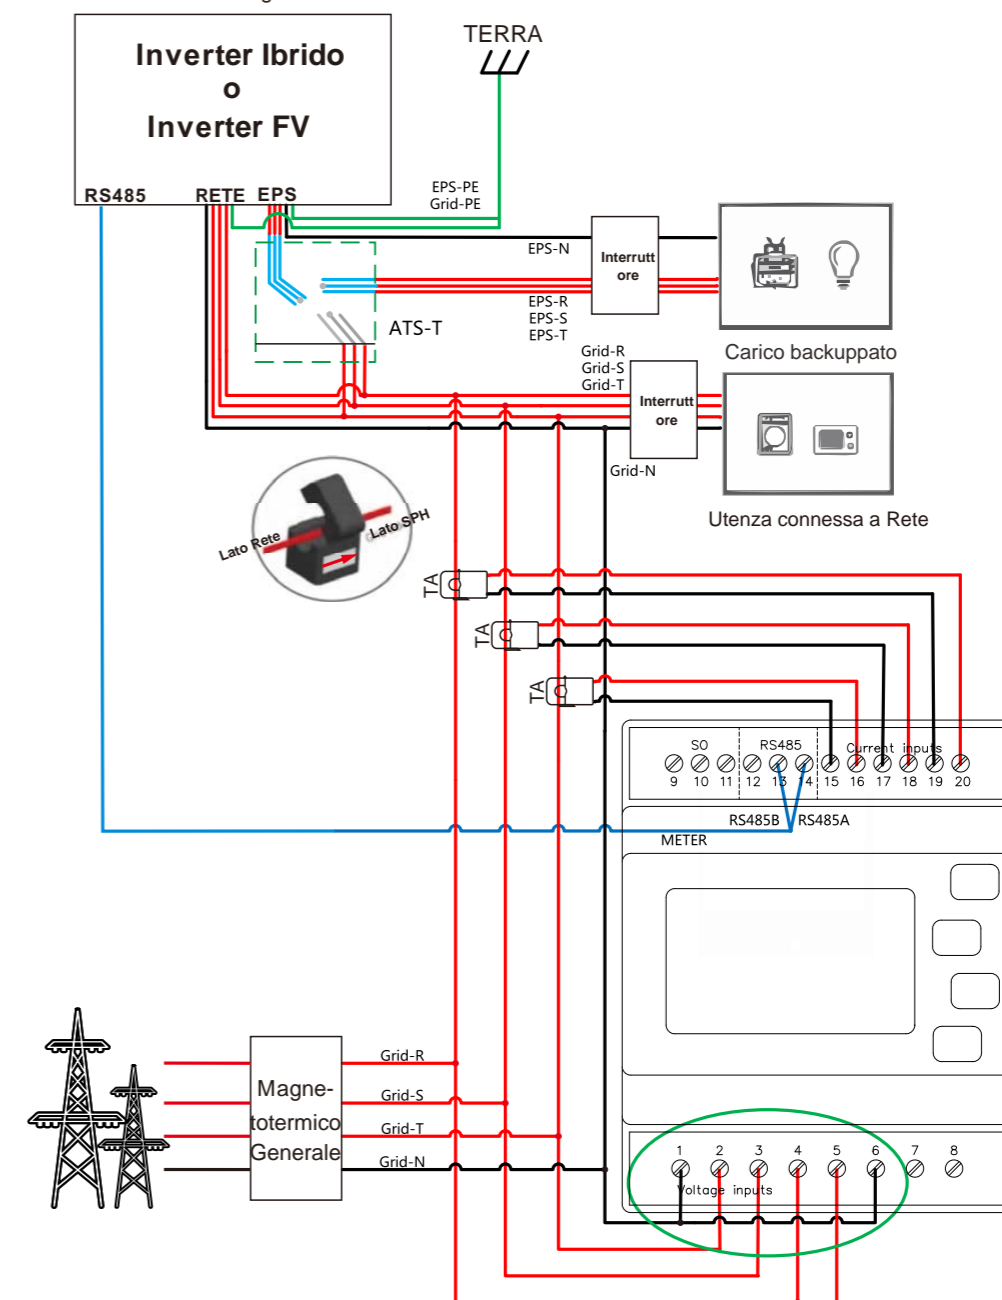 Inverter Ibrido
o
Inverter FV
RS485
RETE
EPS
TERRA
EPS-PE
Grid-PE
EPS-N
Interrutt
ore
EPS-R
EPS-S
EPS-T
ATS-T
Carico backuppato
Grid-R
Grid-S
Grid-T
Interrutt
ore
Grid-N
Utenza connessa a Rete
Lato Rete
Lato SPH
TA
TA
TA
SO
RS485
Current inputs
9 10 11 12 13 14 15 16 17 18 19 20
RS485B
RS485A
METER
Magne-
totermico
Generale
Grid-R
Grid-S
Grid-T
Grid-N
1 2 3 4 5 6 7 8
Voltage inputs